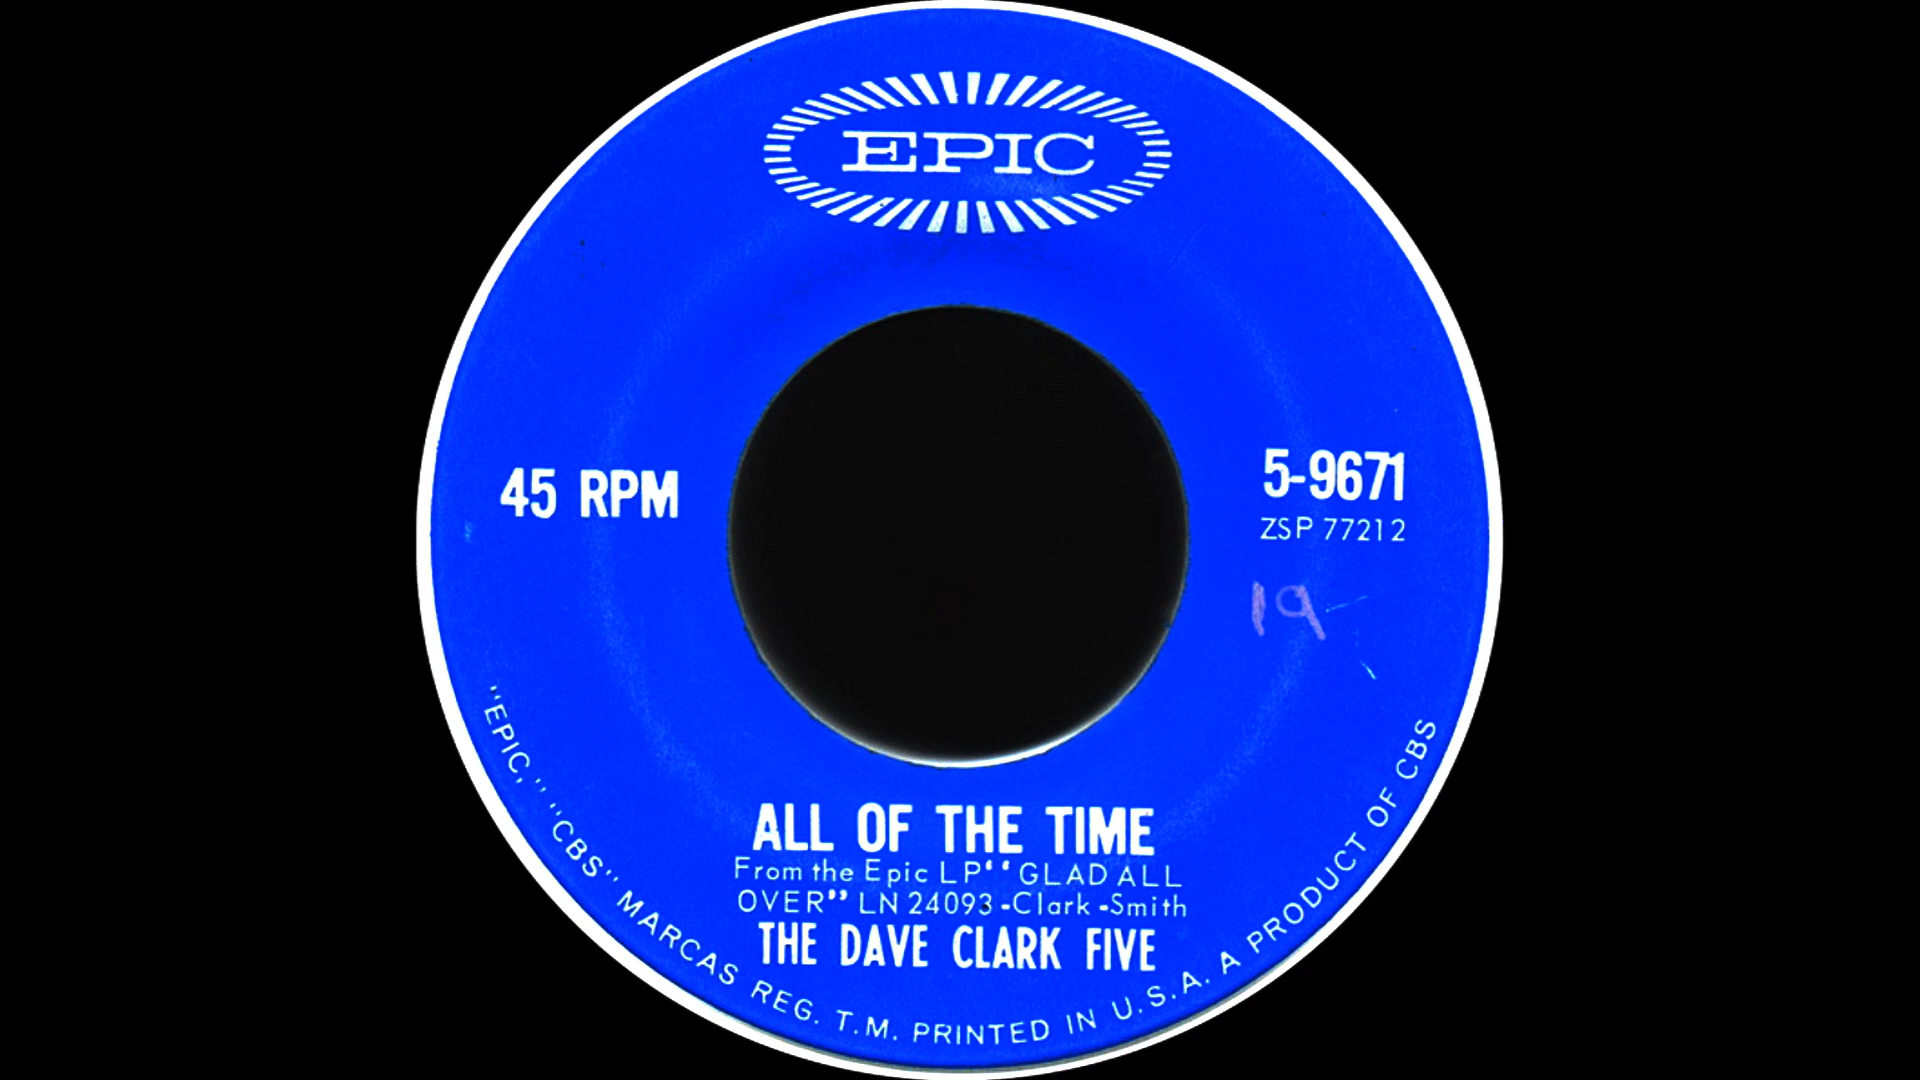 EPIC
45 RPM
5-9671
ZSP 77212
19
ALL OF THE TIME
From the Epic LP‘‘ GLAD ALL
OVER” LN 24093 -Clark -Smith
THE DAVE CLARK FIVE
"EPIC," "CBS" MARCAS REG. T.M. PRINTED IN U.S.A. A PRODUCT OF CBS